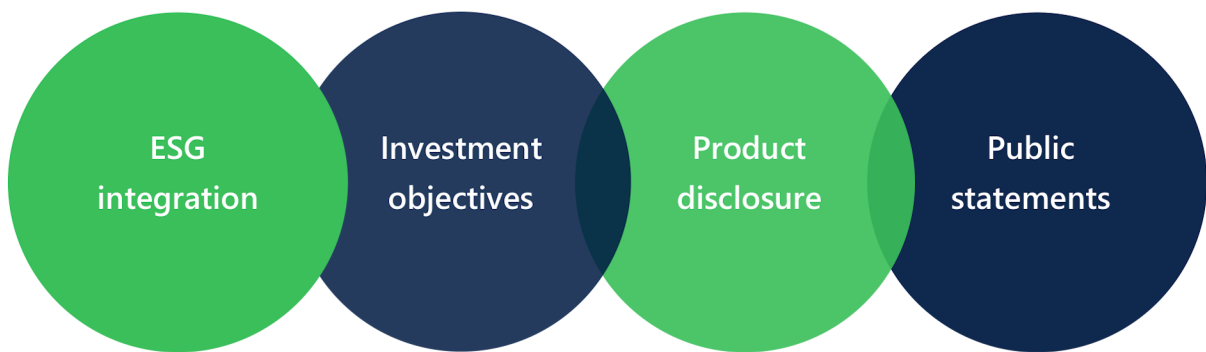 ESG
integration
Investment
objectives
Product
disclosure
Public
statements